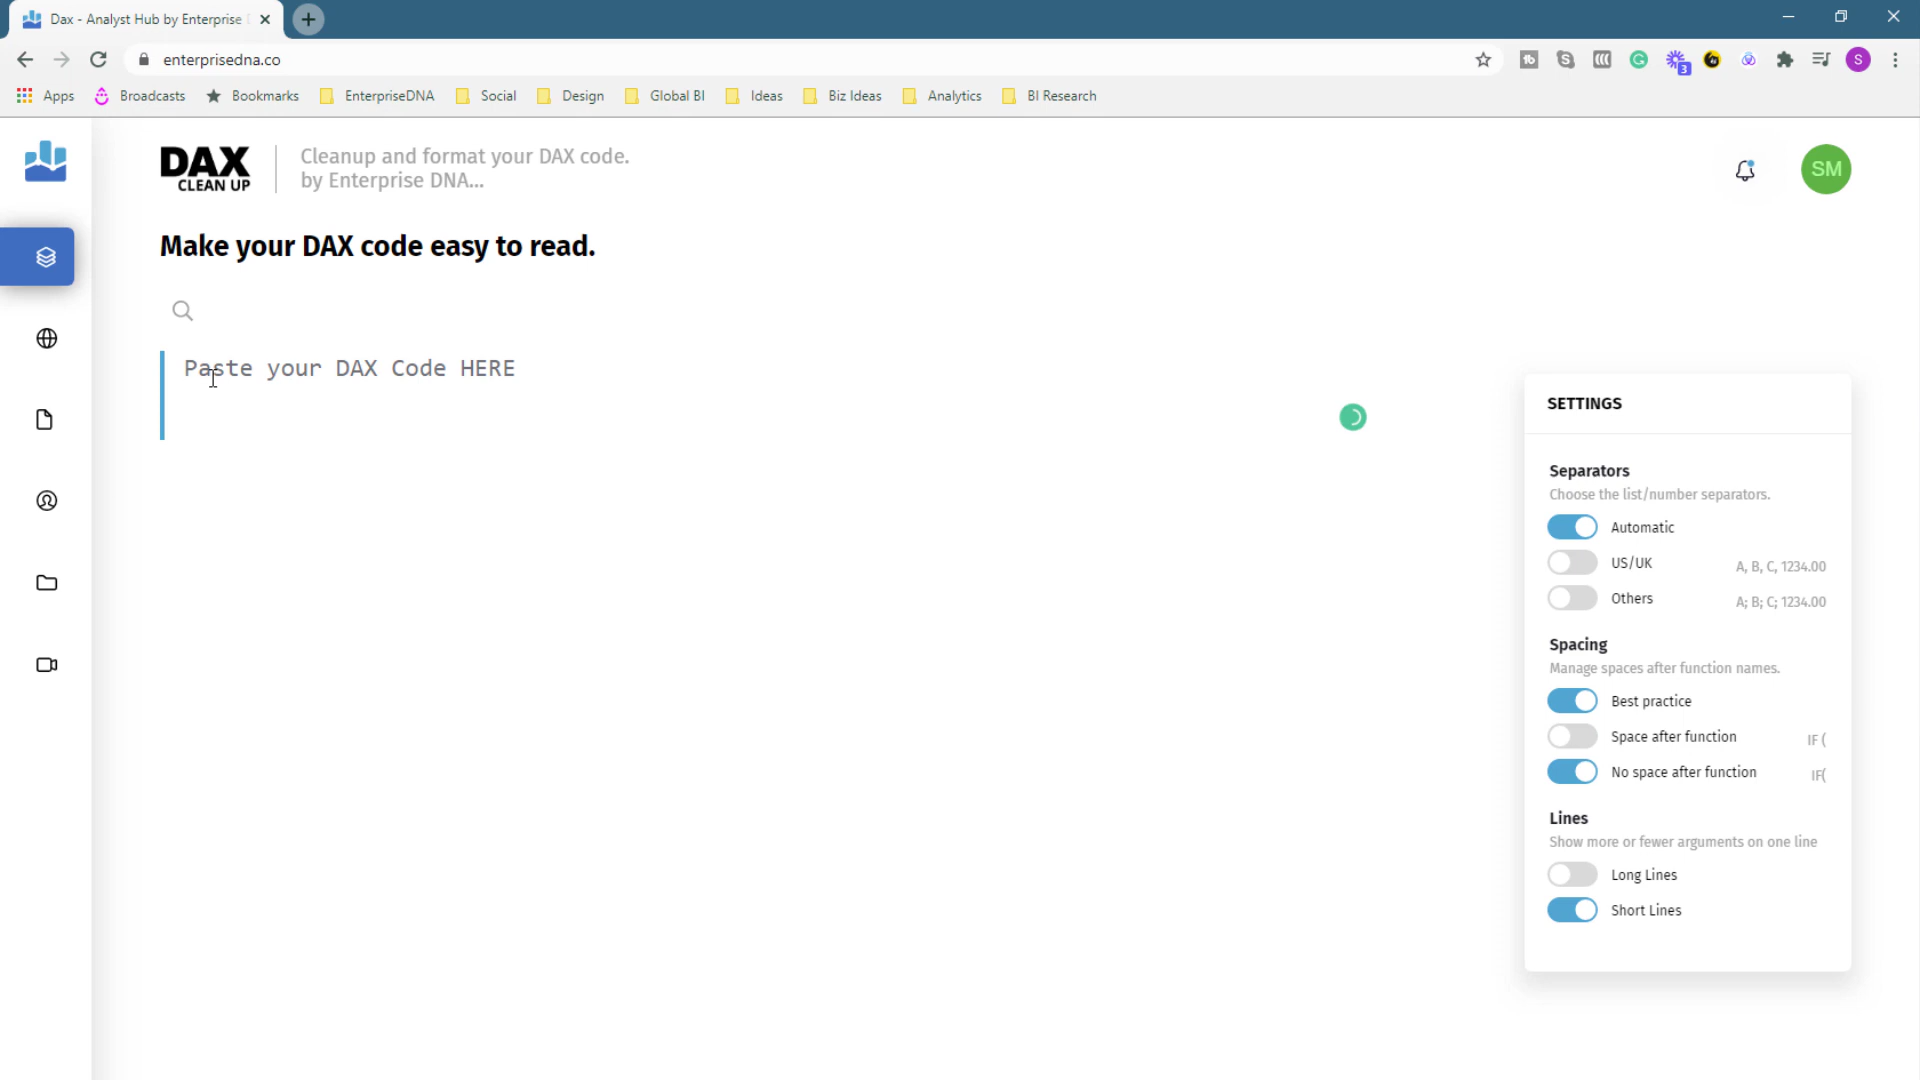 Dax - Analyst Hub by Enterprise
enterprisedna.co
S
3
Apps
Broadcasts
Bookmarks
EnterpriseDNA
Social
Design
Global BI
Ideas
Biz Ideas
Analytics
BI Research
DAX
CLEAN UP
Cleanup and format your DAX code.
by Enterprise DNA...
SM
Make your DAX code easy to read.
Paste your DAX Code HERE
SETTINGS
Separators
Choose the list/number separators.
Automatic
US/UK A, B, C, 1234.00
Others A; B; C; 1234.00
Spacing
Manage spaces after function names.
Best practice
Space after function IF (
No space after function IF(
Lines
Show more or fewer arguments on one line
Long Lines
Short Lines